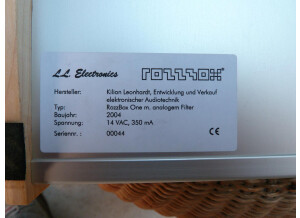 L.L. Electronics rozzbox
Hersteller: Kilian Leonhardt, Entwicklung und Verkauf
elektronischer Audiotechnik
Typ: RozzBox One m. analogem Filter
Baujahr: 2004
Spannung: 14 VAC, 350 mA
Seriennr. : 00044 CE